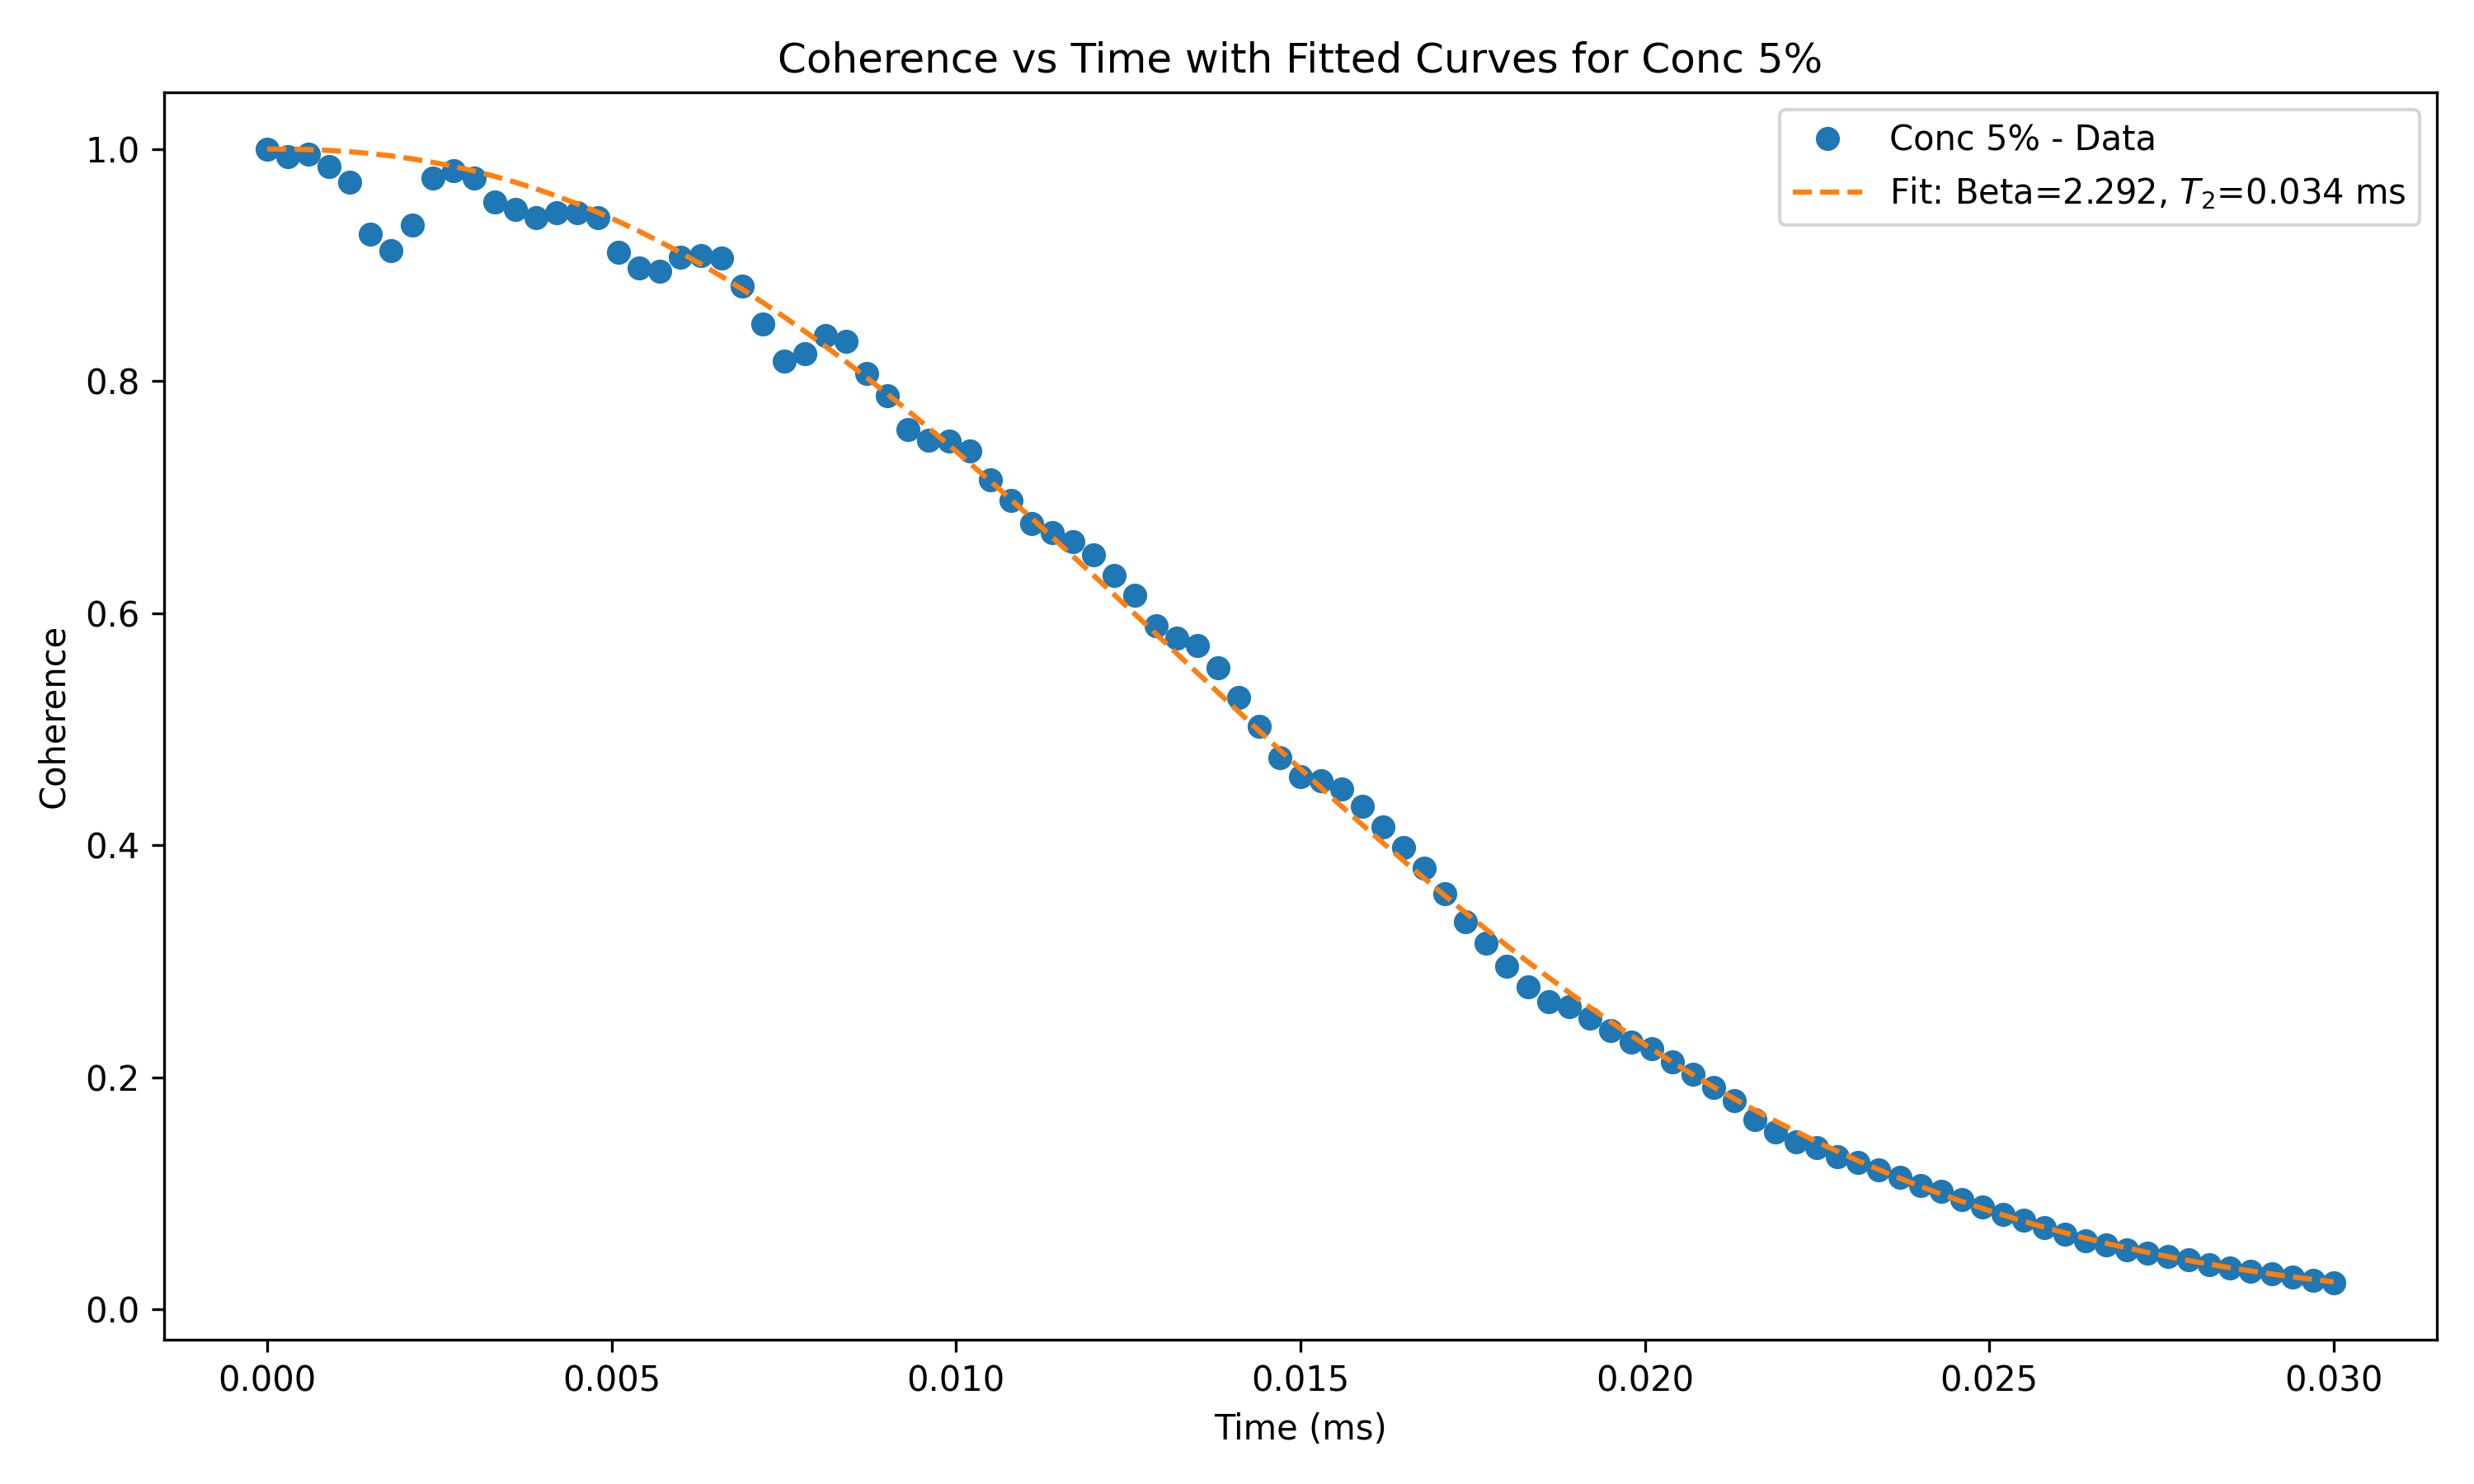 Coherence vs Time with Fitted Curves for Conc 5%
Conc 5% - Data
Fit: Beta=2.292, T₂=0.034 ms
Coherence
1.0
0.8
0.6
0.4
0.2
0.0
0.000 0.005 0.010 0.015 0.020 0.025 0.030
Time (ms)